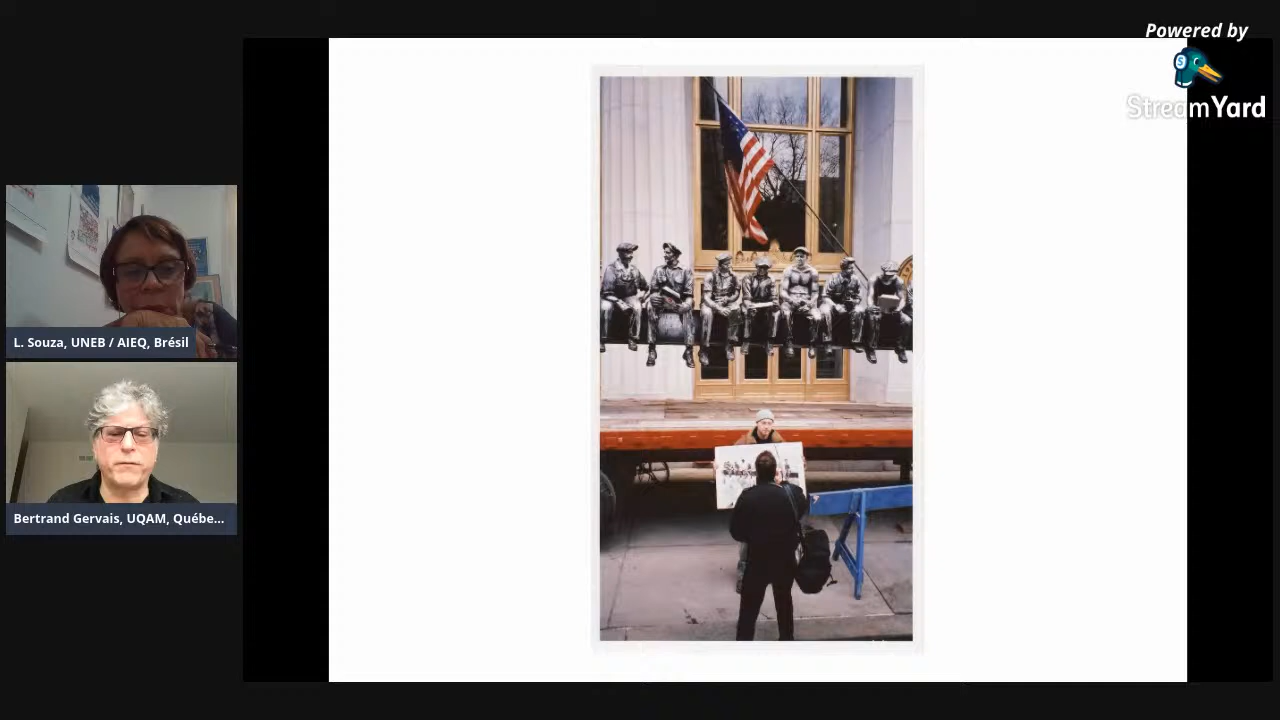 Powered by
StreamYard
L. Souza, UNEB / AIEQ, Brésil
Bertrand Gervais, UQAM, Québe...